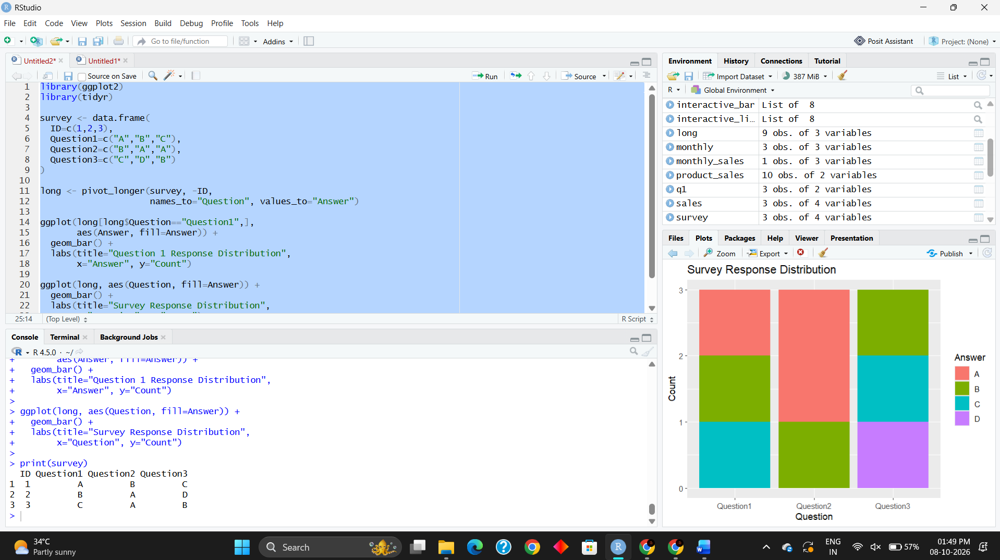 RStudio
File Edit Code View Plots Session Build Debug Profile Tools Help
Go to file/function Addins Posit Assistant Project: (None)
Untitled2* Untitled1*
Source on Save Run Source
1 library(ggplot2)
2 library(tidyr)
3
4 survey <- data.frame(
5 ID=c(1,2,3),
6 Question1=c("A","B","C"),
7 Question2=c("B","A","A"),
8 Question3=c("C","D","B")
9 )
10
11 long <- pivot_longer(survey, -ID,
12 names_to="Question", values_to="Answer")
13
14 ggplot(long[long$Question=="Question1",],
15 aes(Answer, fill=Answer)) +
16 geom_bar() +
17 labs(title="Question 1 Response Distribution",
18 x="Answer", y="Count")
19
20 ggplot(long, aes(Question, fill=Answer)) +
21 geom_bar() +
22 labs(title="Survey Response Distribution",
25:14 (Top Level) R Script
Console Terminal Background Jobs
R R 4.5.0 · ~/
+ aes(Answer, fill=Answer)) +
+ geom_bar() +
+ labs(title="Question 1 Response Distribution",
+ x="Answer", y="Count")
>
> ggplot(long, aes(Question, fill=Answer)) +
+ geom_bar() +
+ labs(title="Survey Response Distribution",
+ x="Question", y="Count")
>
> print(survey)
ID Question1 Question2 Question3
1 1 A B C
2 2 B A D
3 3 C A B
>
Environment History Connections Tutorial
Import Dataset 387 MiB List
R Global Environment
interactive_bar List of 8
interactive_li… List of 8
long 9 obs. of 3 variables
monthly 3 obs. of 3 variables
monthly_sales 1 obs. of 3 variables
product_sales 10 obs. of 2 variables
q1 3 obs. of 2 variables
sales 3 obs. of 4 variables
survey 3 obs. of 4 variables
Files Plots Packages Help Viewer Presentation
Zoom Export Publish
Survey Response Distribution
3
2
1
0
Count
Question1 Question2 Question3
Question
Answer
A
B
C
D
34°C
Partly sunny
Search
ENG
IN
57%
01:49 PM
08-10-2026